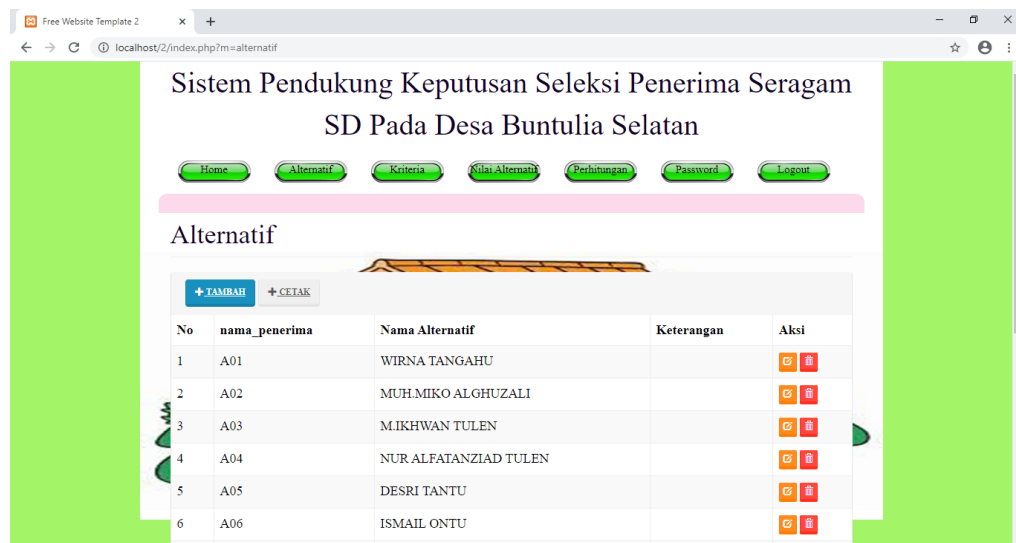 Free Website Template 2
localhost/2/index.php?m=alternatif
Sistem Pendukung Keputusan Seleksi Penerima Seragam
SD Pada Desa Buntulia Selatan
Home Alternatif Kriteria Nilai Alternatif Perhitungan Password Logout
Alternatif
TAMBAH CETAK
No nama_penerima Nama Alternatif Keterangan Aksi
1 A01 WIRNA TANGAHU
2 A02 MUH.MIKO ALGHUZALI
3 A03 M.IKHWAN TULEN
4 A04 NUR ALFATANZIAD TULEN
5 A05 DESRI TANTU
6 A06 ISMAIL ONTU